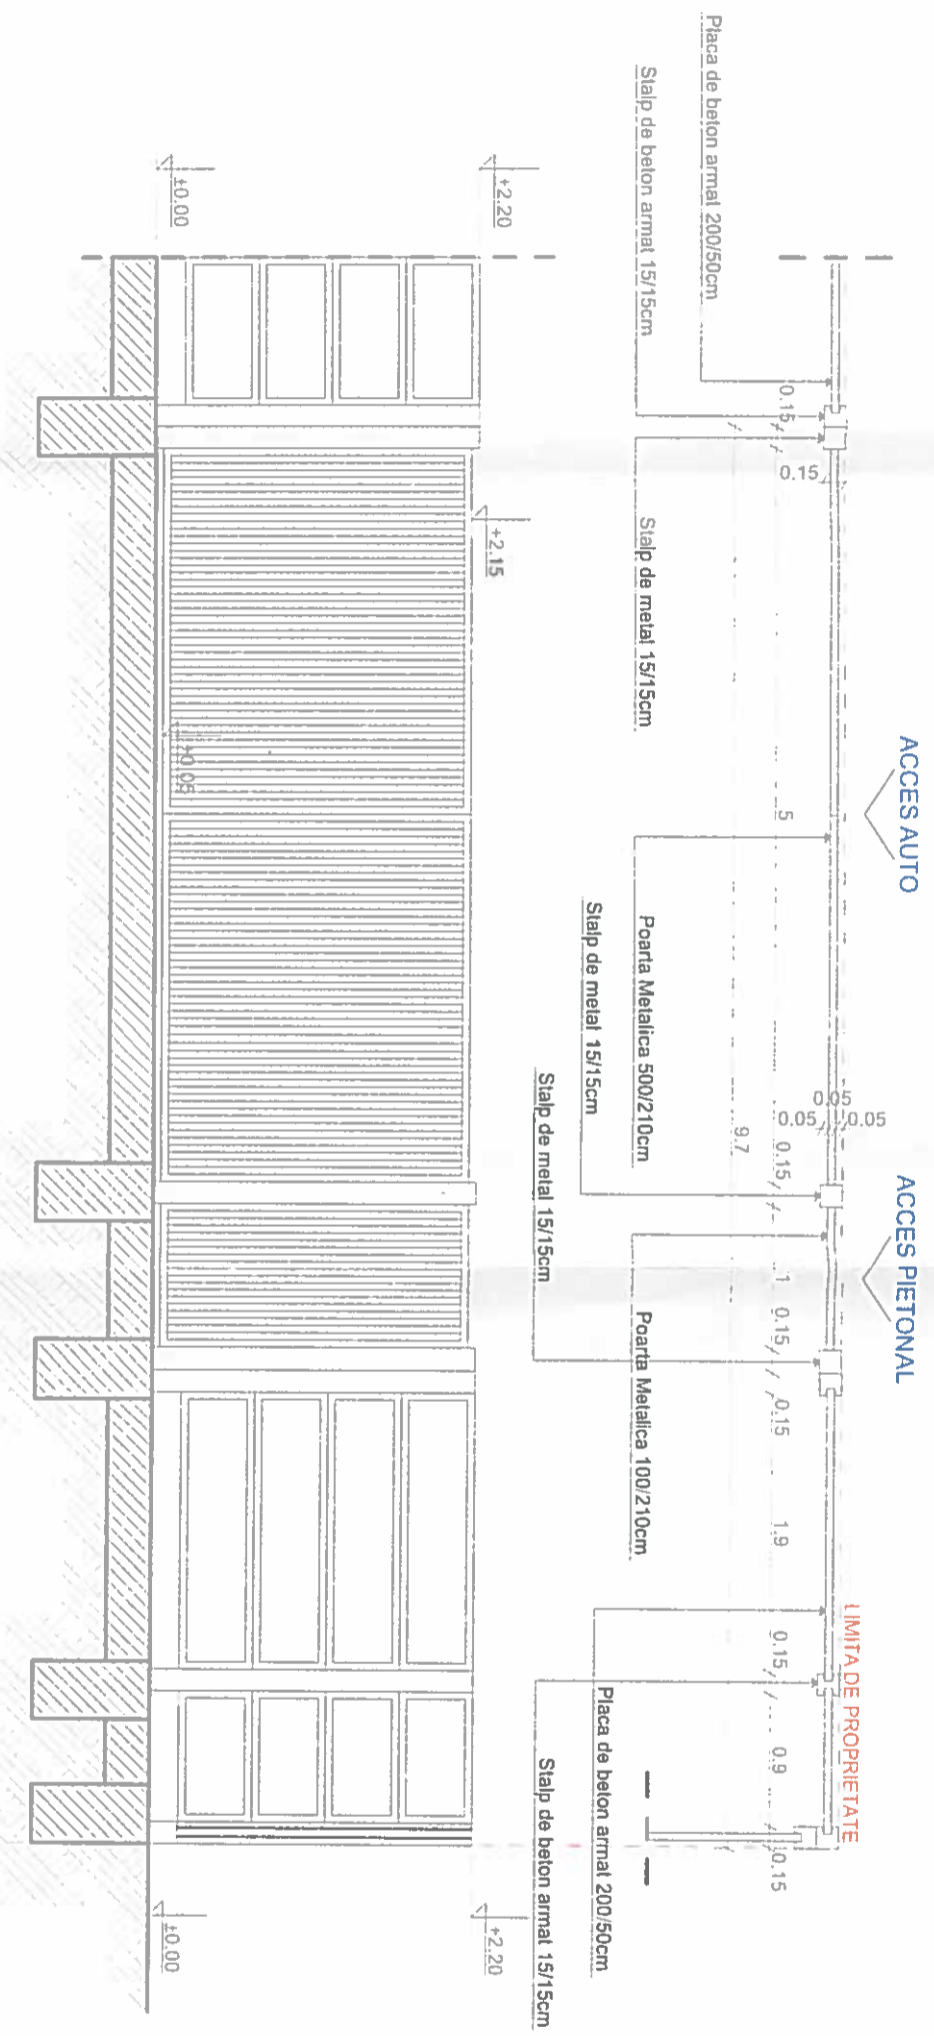 ACCES AUTO
ACCES PIETONAL
LIMITA DE PROPRIETATE
Placa de beton armat 200/50cm
Stalp de beton armat 15/15cm
Stalp de metal 15/15cm
Poarta Metalica 500/210cm
Stalp de metal 15/15cm
Stalp de metal 15/15cm
Poarta Metalica 100/210cm
Placa de beton armat 200/50cm
Stalp de beton armat 15/15cm
0.15
0.15
5
0.05
0.05
0.05
0.15
1
0.15
0.15
1.9
0.15
0.9
0.15
9.7
+2.20
±0.00
+2.15
+0.05
+2.20
±0.00